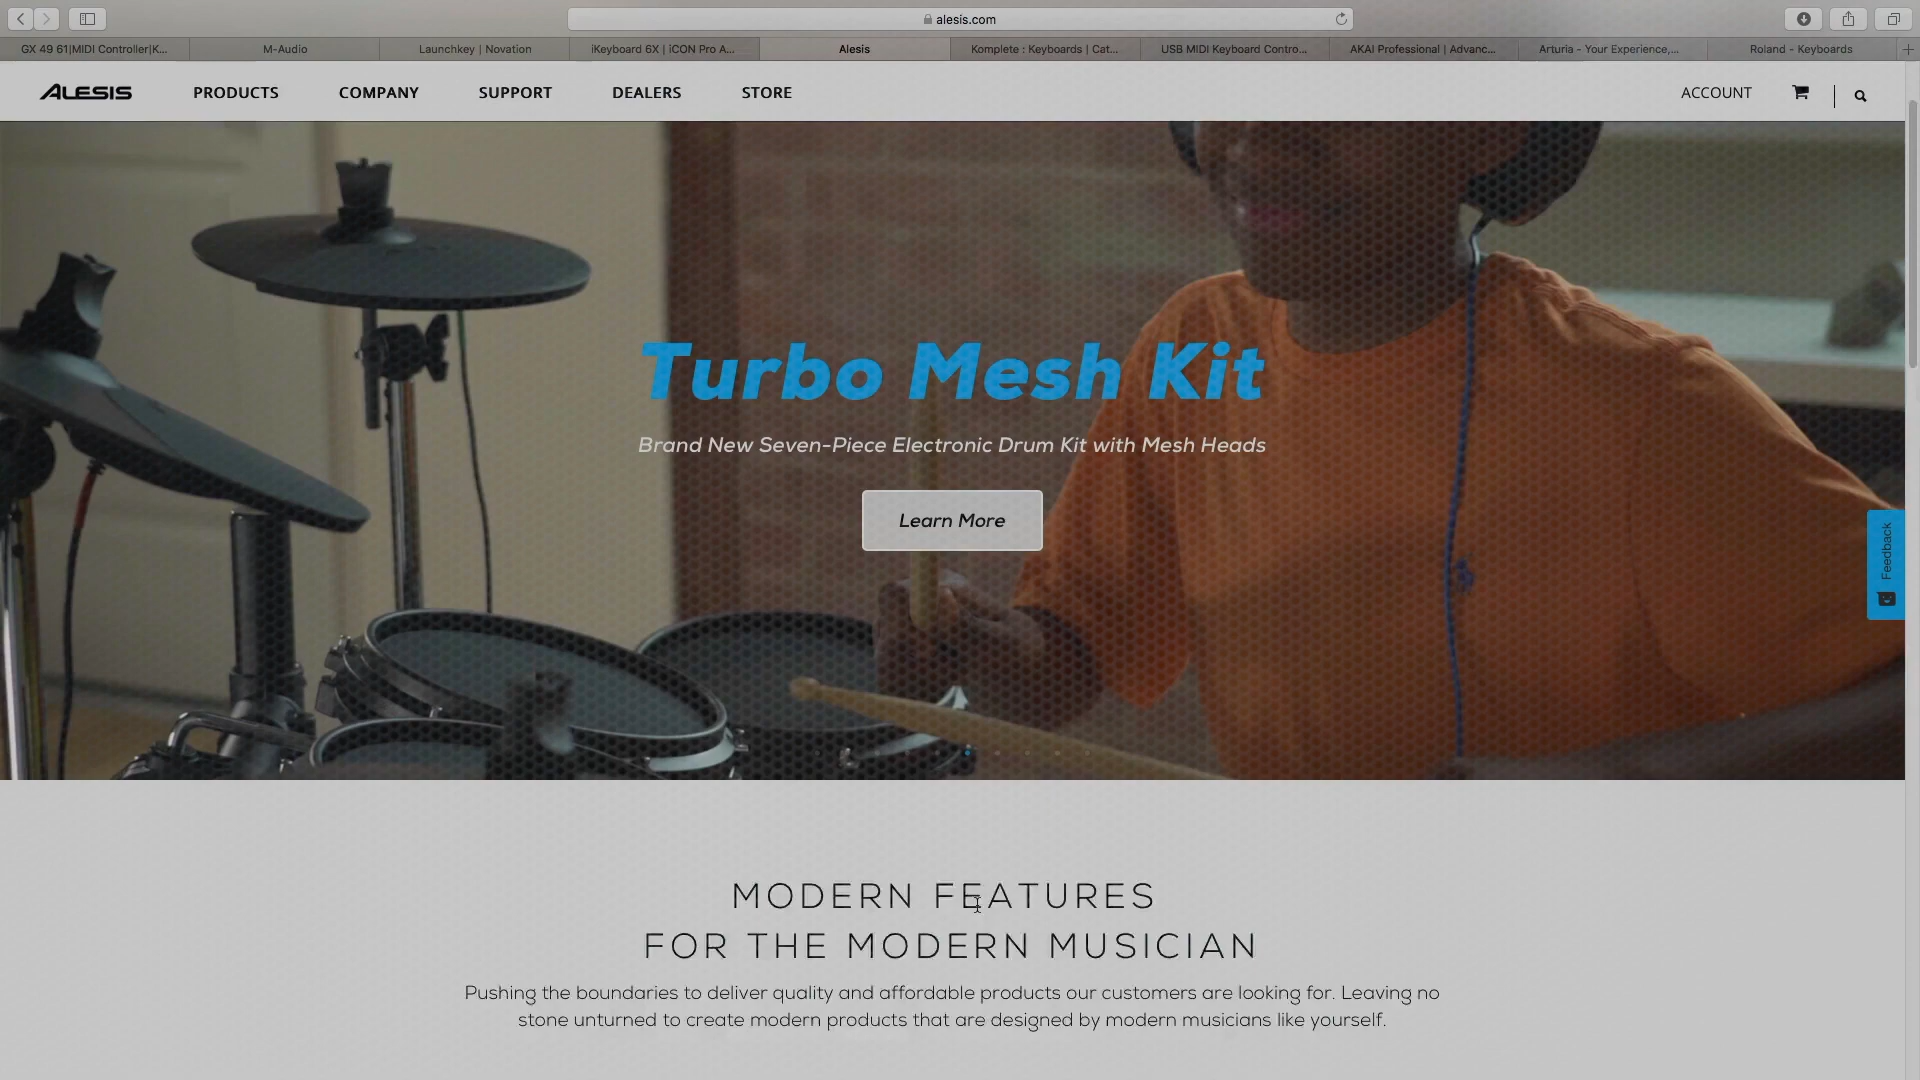 alesis.com
GX 49 61|MIDI Controller|K...
M-Audio
Launchkey | Novation
iKeyboard 6X | iCON Pro A...
Alesis
Komplete : Keyboards | Cat...
USB MIDI Keyboard Contro...
AKAI Professional | Advanc...
Arturia - Your Experience,...
Roland - Keyboards
ALESIS
PRODUCTS
COMPANY
SUPPORT
DEALERS
STORE
ACCOUNT
Turbo Mesh Kit
Brand New Seven-Piece Electronic Drum Kit with Mesh Heads
Learn More
Feedback
MODERN FEATURES
FOR THE MODERN MUSICIAN
Pushing the boundaries to deliver quality and affordable products our customers are looking for. Leaving no
stone unturned to create modern products that are designed by modern musicians like yourself.